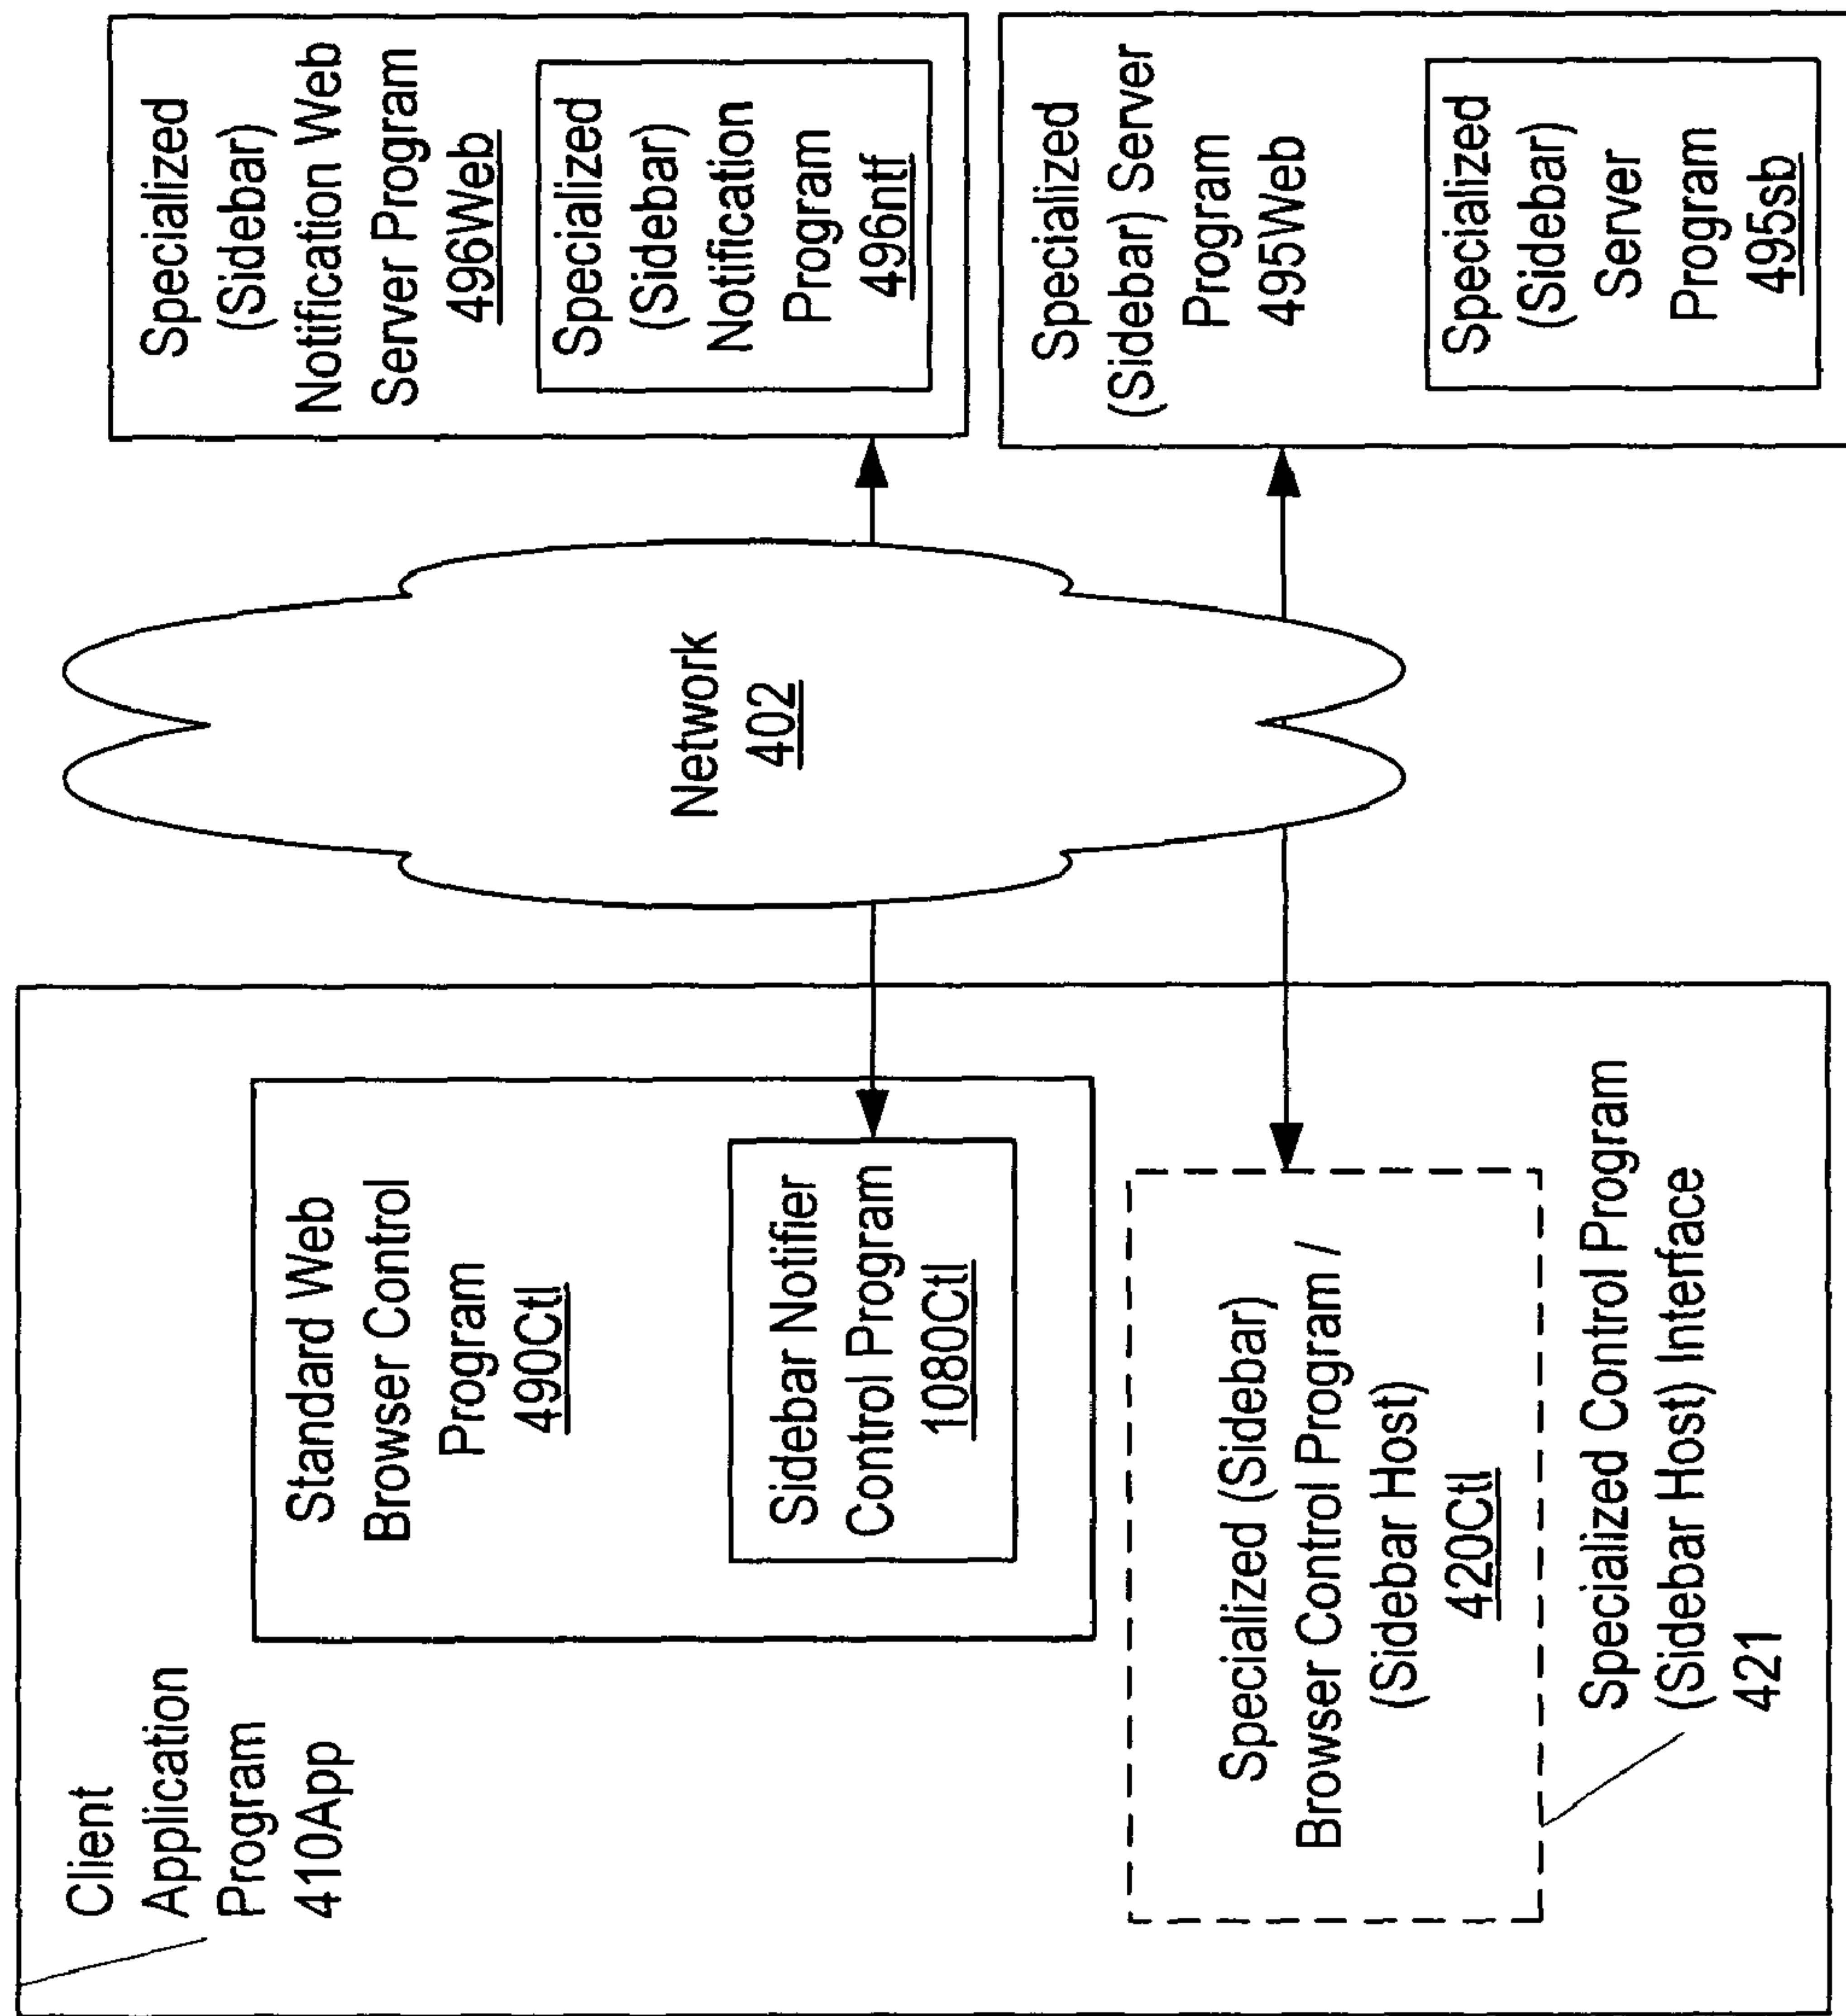 Client
Application
Program
410App
Standard Web
Browser Control
Program
490Ctl
Sidebar Notifier
Control Program
1080Ctl
Specialized (Sidebar)
Browser Control Program /
(Sidebar Host)
420Ctl
Specialized Control Program
(Sidebar Host) Interface
421
Network
402
Specialized
(Sidebar)
Notification Web
Server Program
496Web
Specialized
(Sidebar)
Notification
Program
496ntf
Specialized
(Sidebar) Server
Program
495Web
Specialized
(Sidebar)
Server
Program
495sb